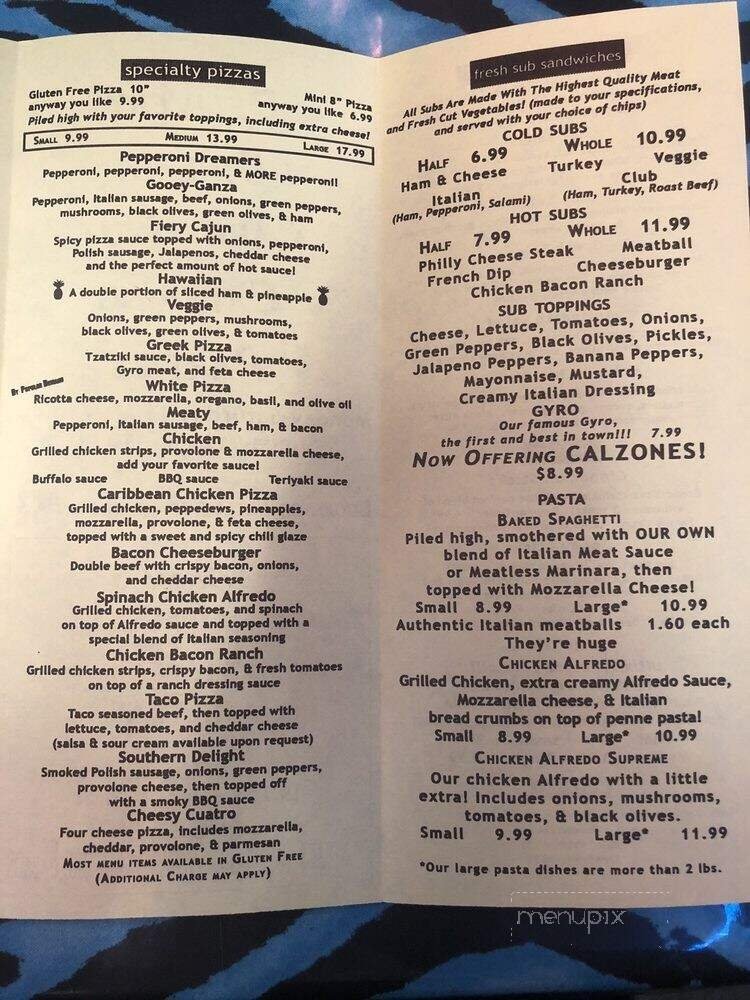 specialty pizzas
Gluten Free Pizza 10"
anyway you like 9.99
Mini 8" Pizza
anyway you like 6.99
Piled high with your favorite toppings, including extra cheese!
Small 9.99 Medium 13.99 Large 17.99
Pepperoni Dreamers
Pepperoni, pepperoni, pepperoni, & MORE pepperoni!
Gooey-Ganza
Pepperoni, Italian sausage, beef, onions, green peppers,
mushrooms, black olives, green olives, & ham
Fiery Cajun
Spicy pizza sauce topped with onions, pepperoni,
Polish sausage, Jalapenos, cheddar cheese
and the perfect amount of hot sauce!
Hawaiian
A double portion of sliced ham & pineapple
Veggie
Onions, green peppers, mushrooms,
black olives, green olives, & tomatoes
Greek Pizza
Tzatziki sauce, black olives, tomatoes,
Gyro meat, and feta cheese
By Popular Demand
White Pizza
Ricotta cheese, mozzarella, oregano, basil, and olive oil
Meaty
Pepperoni, Italian sausage, beef, ham, & bacon
Chicken
Grilled chicken strips, provolone & mozzarella cheese,
add your favorite sauce!
Buffalo sauce BBQ sauce Teriyaki sauce
Caribbean Chicken Pizza
Grilled chicken, peppedews, pineapples,
mozzarella, provolone, & feta cheese,
topped with a sweet and spicy chili glaze
Bacon Cheeseburger
Double beef with crispy bacon, onions,
and cheddar cheese
Spinach Chicken Alfredo
Grilled chicken, tomatoes, and spinach
on top of Alfredo sauce and topped with a
special blend of Italian seasoning
Chicken Bacon Ranch
Grilled chicken strips, crispy bacon, & fresh tomatoes
on top of a ranch dressing sauce
Taco Pizza
Taco seasoned beef, then topped with
lettuce, tomatoes, and cheddar cheese
(salsa & sour cream available upon request)
Southern Delight
Smoked Polish sausage, onions, green peppers,
provolone cheese, then topped off
with a smoky BBQ sauce
Cheesy Cuatro
Four cheese pizza, includes mozzarella,
cheddar, provolone, & parmesan
Most menu items available in Gluten Free
(Additional Charge may apply)
fresh sub sandwiches
All Subs Are Made With The Highest Quality Meat
and Fresh Cut Vegetables! (made to your specifications,
and served with your choice of chips)
COLD SUBS
Half 6.99 Whole 10.99
Ham & Cheese Turkey Veggie
Italian Club
(Ham, Pepperoni, Salami) (Ham, Turkey, Roast Beef)
HOT SUBS
Half 7.99 Whole 11.99
Philly Cheese Steak Meatball
French Dip Cheeseburger
Chicken Bacon Ranch
SUB TOPPINGS
Cheese, Lettuce, Tomatoes, Onions,
Green Peppers, Black Olives, Pickles,
Jalapeno Peppers, Banana Peppers,
Mayonnaise, Mustard,
Creamy Italian Dressing
GYRO
Our famous Gyro,
the first and best in town!!! 7.99
Now Offering CALZONES!
$8.99
PASTA
Baked Spaghetti
Piled high, smothered with OUR OWN
blend of Italian Meat Sauce
or Meatless Marinara, then
topped with Mozzarella Cheese!
Small 8.99 Large* 10.99
Authentic Italian meatballs 1.60 each
They're huge
Chicken Alfredo
Grilled Chicken, extra creamy Alfredo Sauce,
Mozzarella cheese, & Italian
bread crumbs on top of penne pasta!
Small 8.99 Large* 10.99
Chicken Alfredo Supreme
Our chicken Alfredo with a little
extra! Includes onions, mushrooms,
tomatoes, & black olives.
Small 9.99 Large* 11.99
*Our large pasta dishes are more than 2 lbs.
menupix